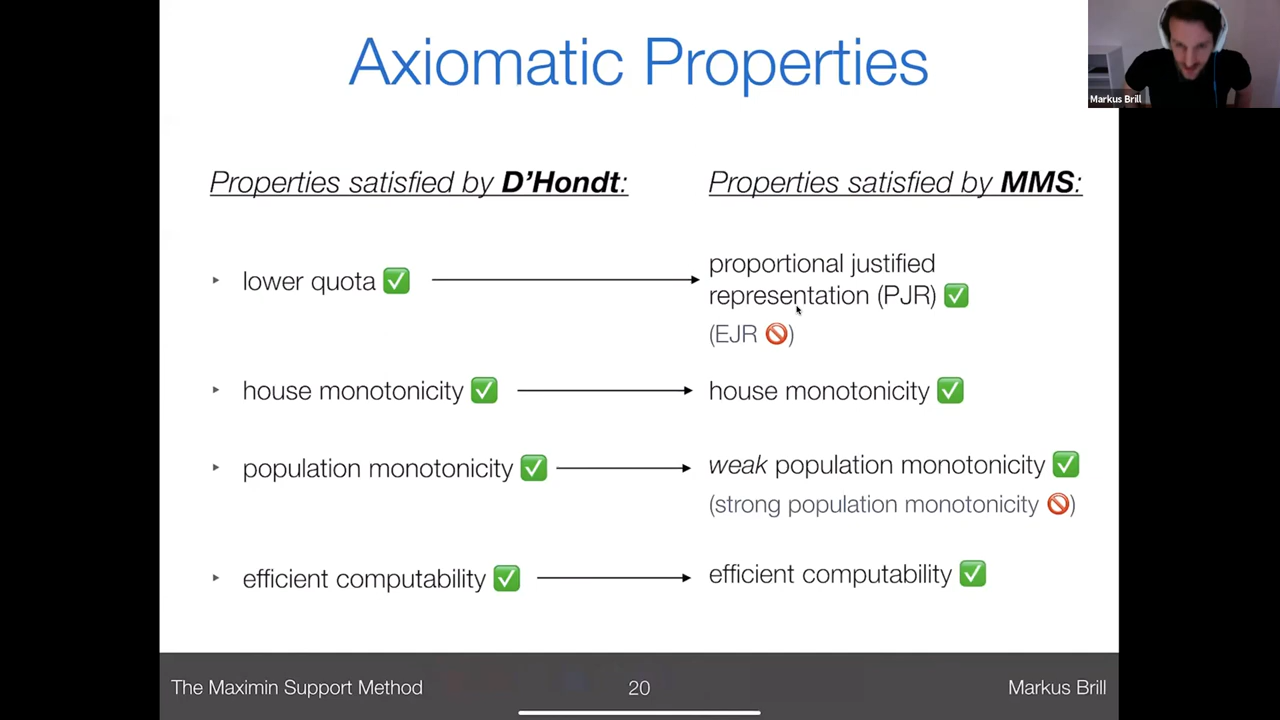 Axiomatic Properties
Markus Brill
Properties satisfied by D'Hondt:
Properties satisfied by MMS:
lower quota ✅
proportional justified
representation (PJR) ✅
(EJR 🚫)
house monotonicity ✅
house monotonicity ✅
population monotonicity ✅
weak population monotonicity ✅
(strong population monotonicity 🚫)
efficient computability ✅
efficient computability ✅
The Maximin Support Method
20
Markus Brill